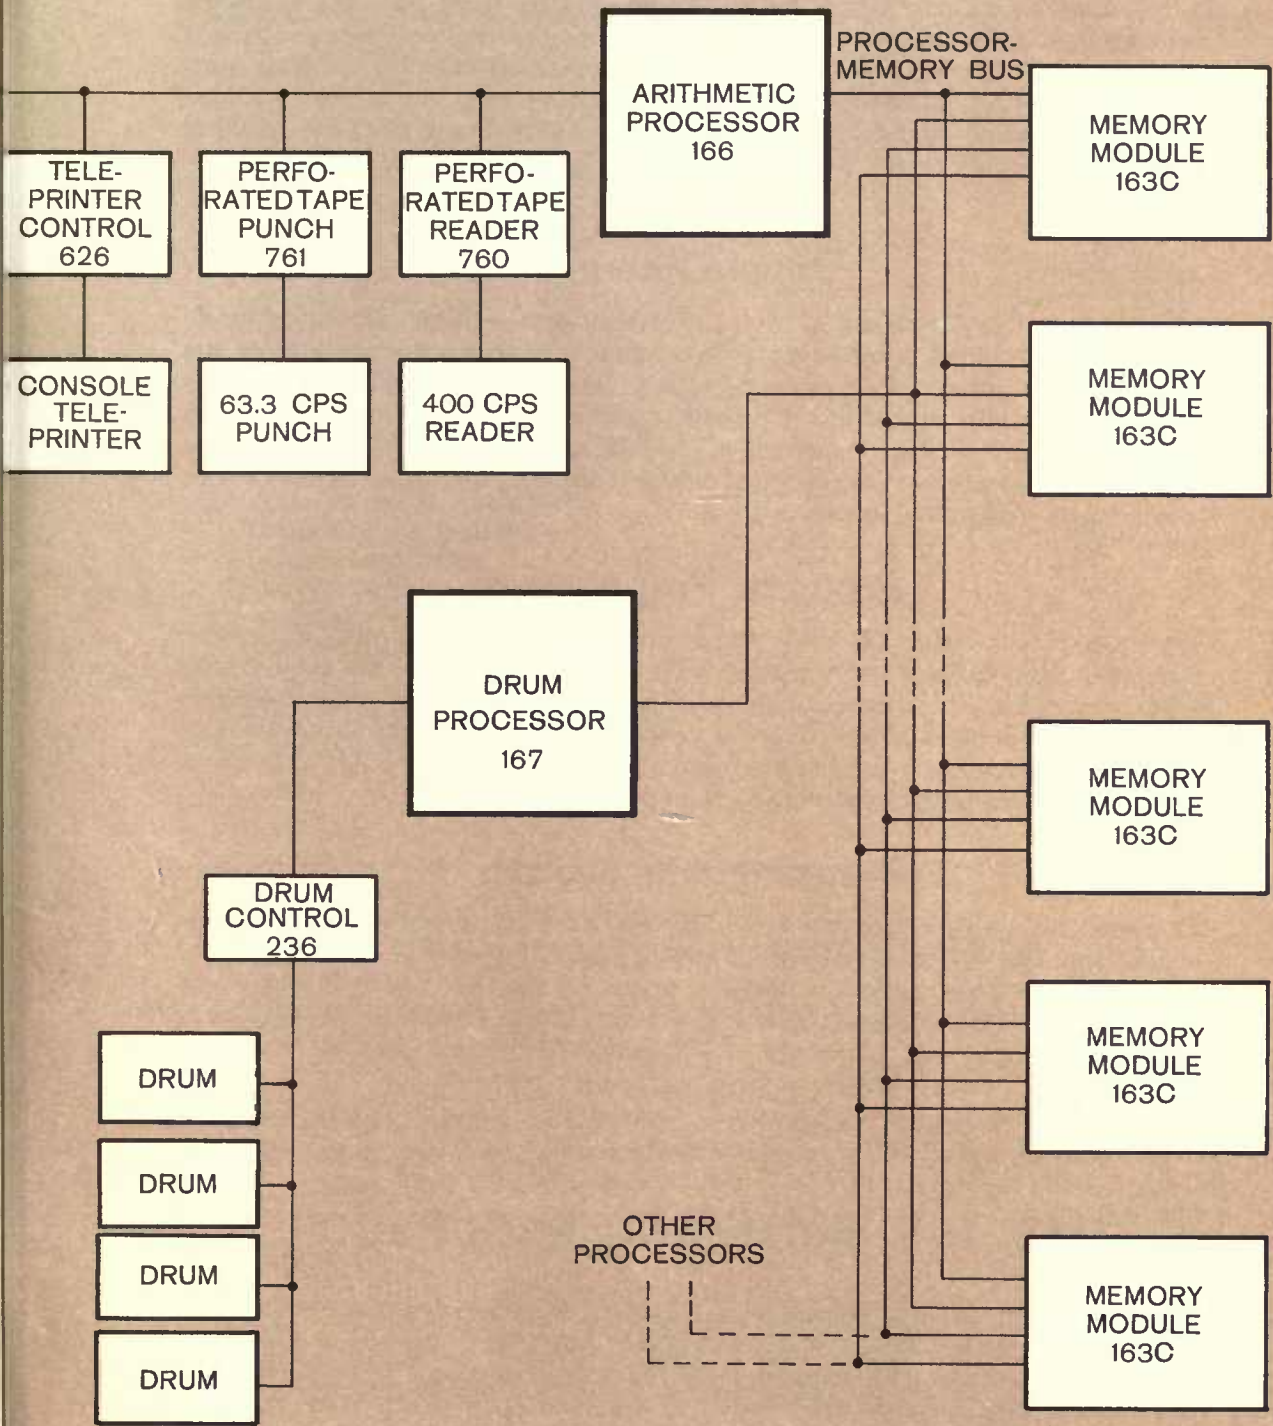 PROCESSOR-
MEMORY BUS
ARITHMETIC
PROCESSOR
166
MEMORY
MODULE
163C
TELE-
PRINTER
CONTROL
626
PERFO-
RATED TAPE
PUNCH
761
PERFO-
RATED TAPE
READER
760
CONSOLE
TELE-
PRINTER
63.3 CPS
PUNCH
400 CPS
READER
MEMORY
MODULE
163C
DRUM
PROCESSOR
167
MEMORY
MODULE
163C
DRUM
CONTROL
236
MEMORY
MODULE
163C
DRUM
DRUM
DRUM
DRUM
OTHER
PROCESSORS
MEMORY
MODULE
163C